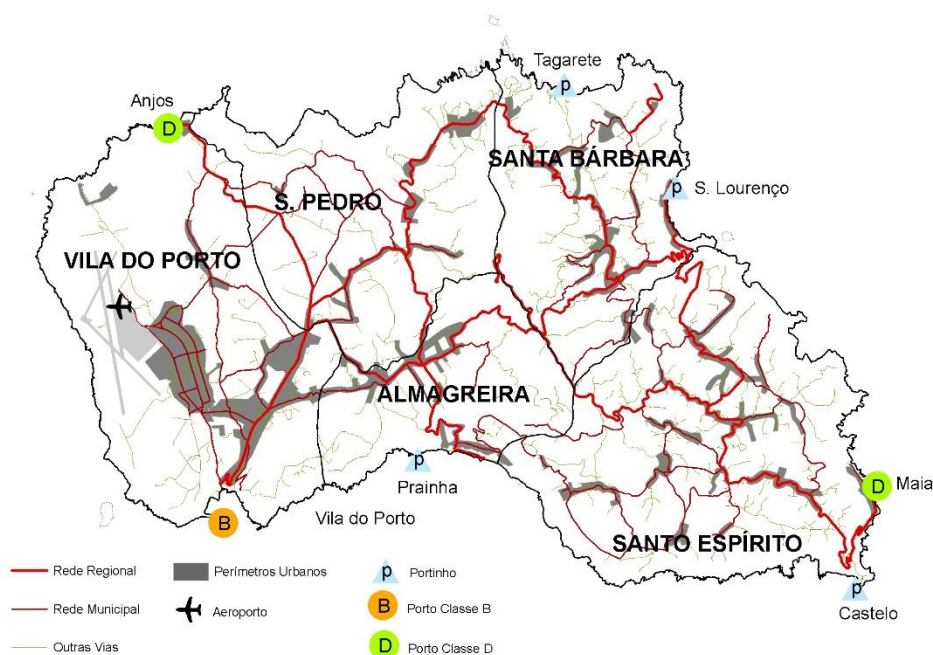 Tagarete
p
Anjos
D
SANTA BÁRBARA
p
S. Lourenço
S. PEDRO
VILA DO PORTO
ALMAGREIRA
p
Prainha
D
Maia
B
Vila do Porto
SANTO ESPÍRITO
p
Castelo
Rede Regional
Perímetros Urbanos
p
Portinho
Rede Municipal
Aeroporto
B
Porto Classe B
Outras Vias
D
Porto Classe D